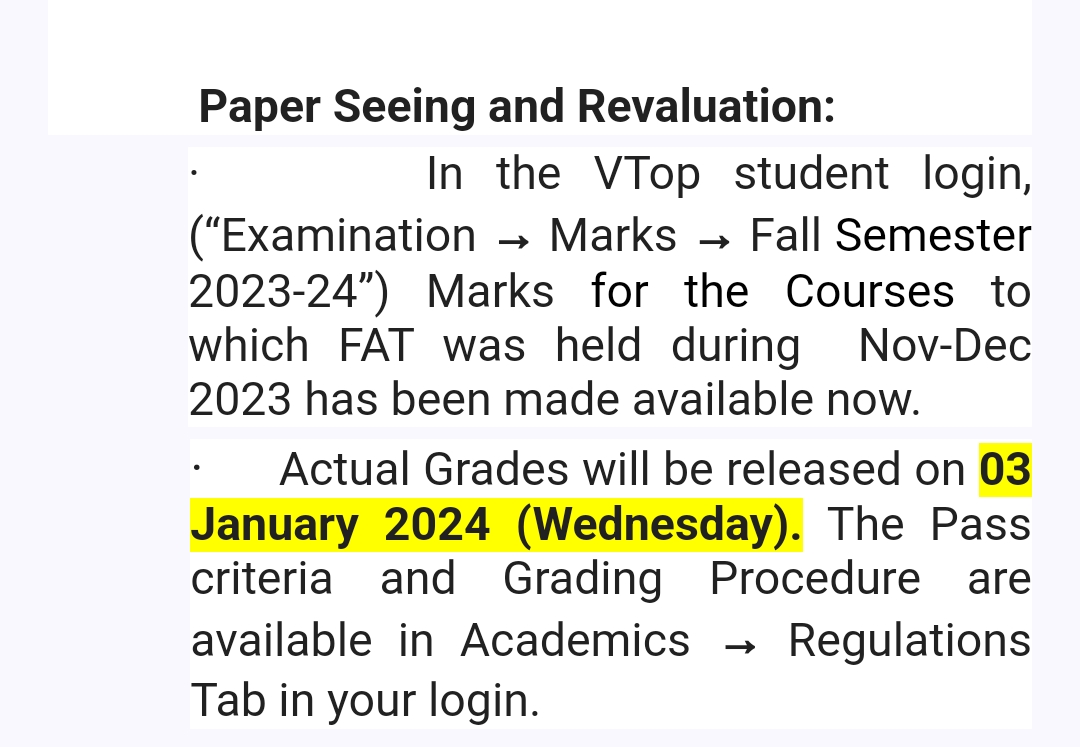 Paper Seeing and Revaluation:
· In the VTop student login,
(“Examination → Marks → Fall Semester
2023-24”) Marks for the Courses to
which FAT was held during Nov-Dec
2023 has been made available now.
· Actual Grades will be released on 03
January 2024 (Wednesday). The Pass
criteria and Grading Procedure are
available in Academics → Regulations
Tab in your login.